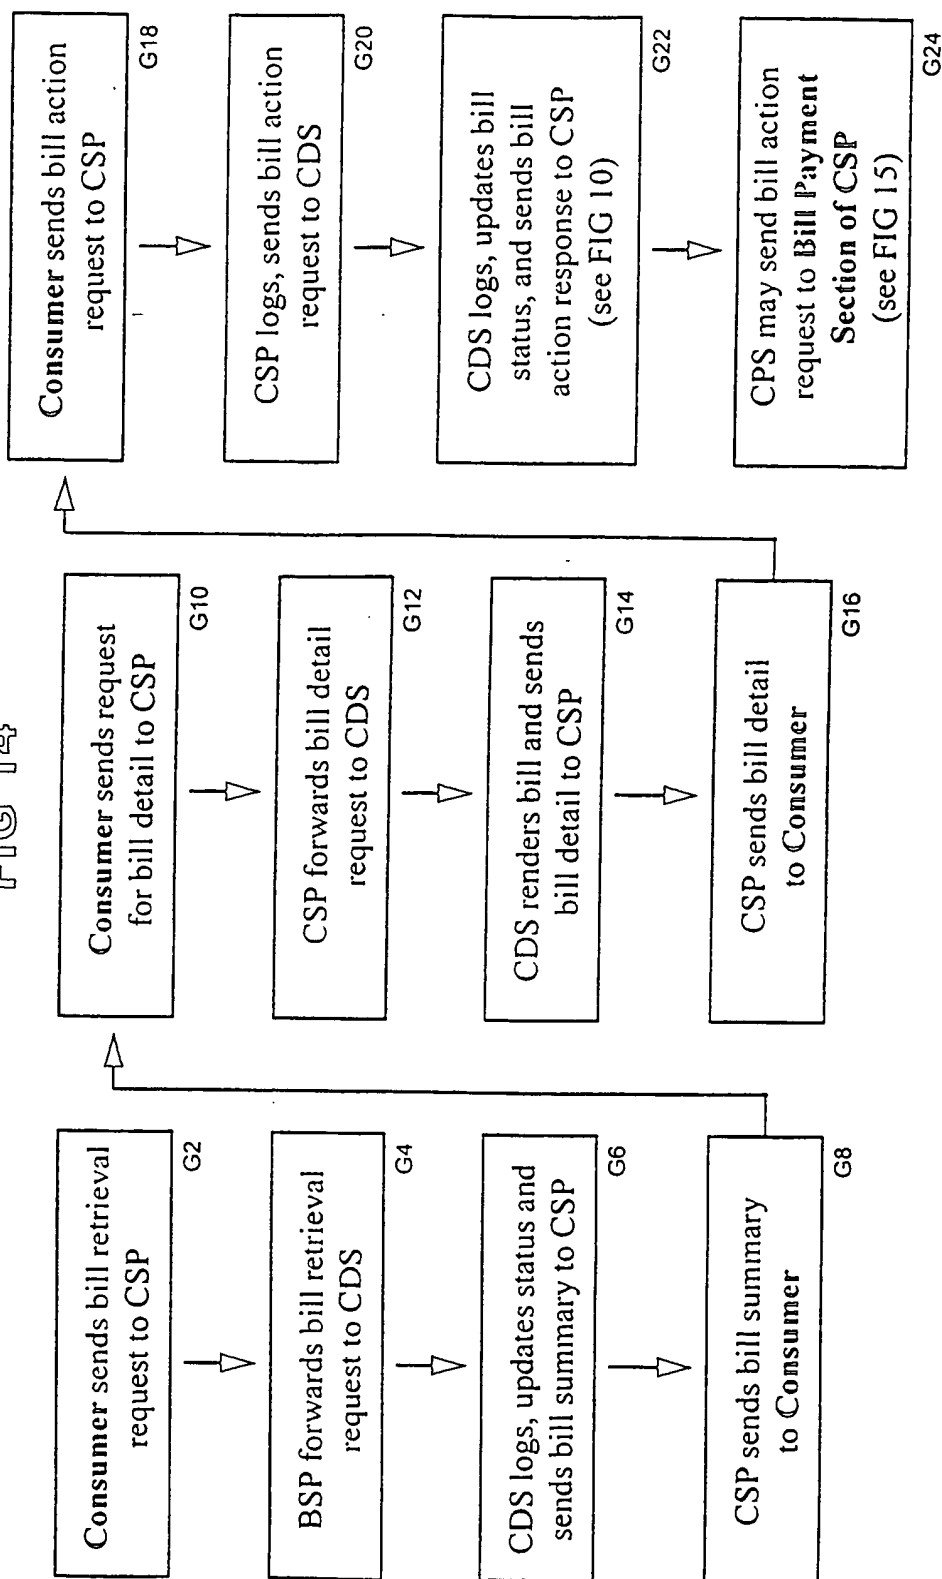 FIG 14
Consumer sends bill retrieval
request to CSP
G2
BSP forwards bill retrieval
request to CDS
G4
CDS logs, updates status and
sends bill summary to CSP
G6
CSP sends bill summary
to Consumer
G8
Consumer sends request
for bill detail to CSP
G10
CSP forwards bill detail
request to CDS
G12
CDS renders bill and sends
bill detail to CSP
G14
CSP sends bill detail
to Consumer
G16
Consumer sends bill action
request to CSP
G18
CSP logs, sends bill action
request to CDS
G20
CDS logs, updates bill
status, and sends bill
action response to CSP
(see FIG 10)
G22
CPS may send bill action
request to Bill Payment
Section of CSP
(see FIG 15)
G24